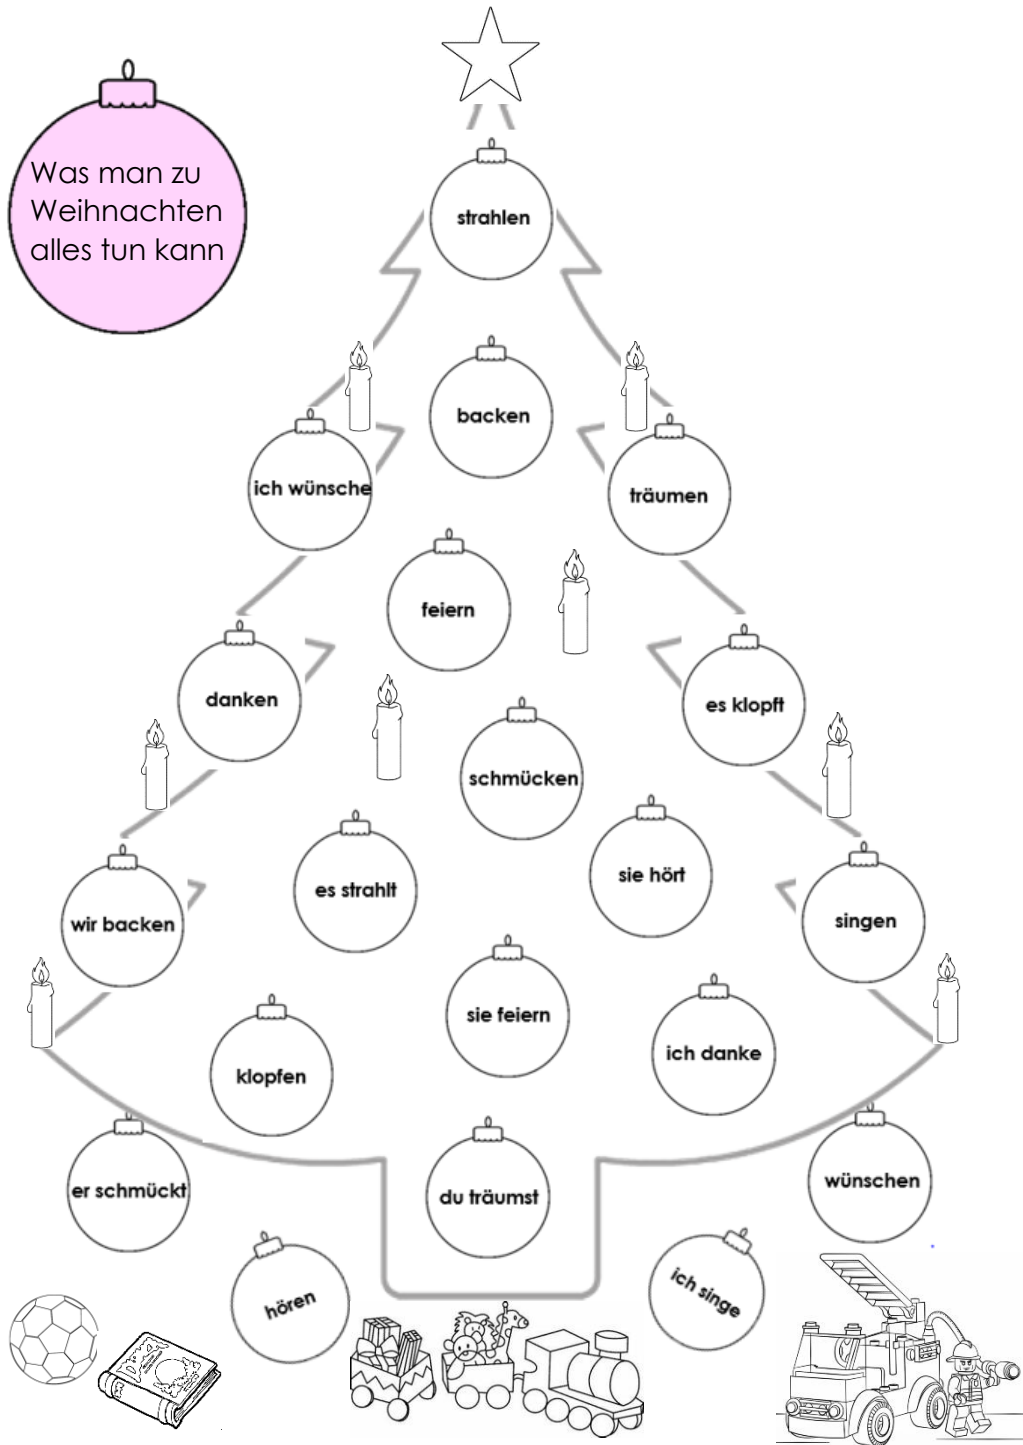 Was man zu
Weihnachten
alles tun kann
strahlen
backen
ich wünsche
träumen
feiern
danken
es klopft
schmücken
es strahlt
sie hört
wir backen
singen
sie feiern
ich danke
klopfen
er schmückt
du träumst
wünschen
hören
ich singe